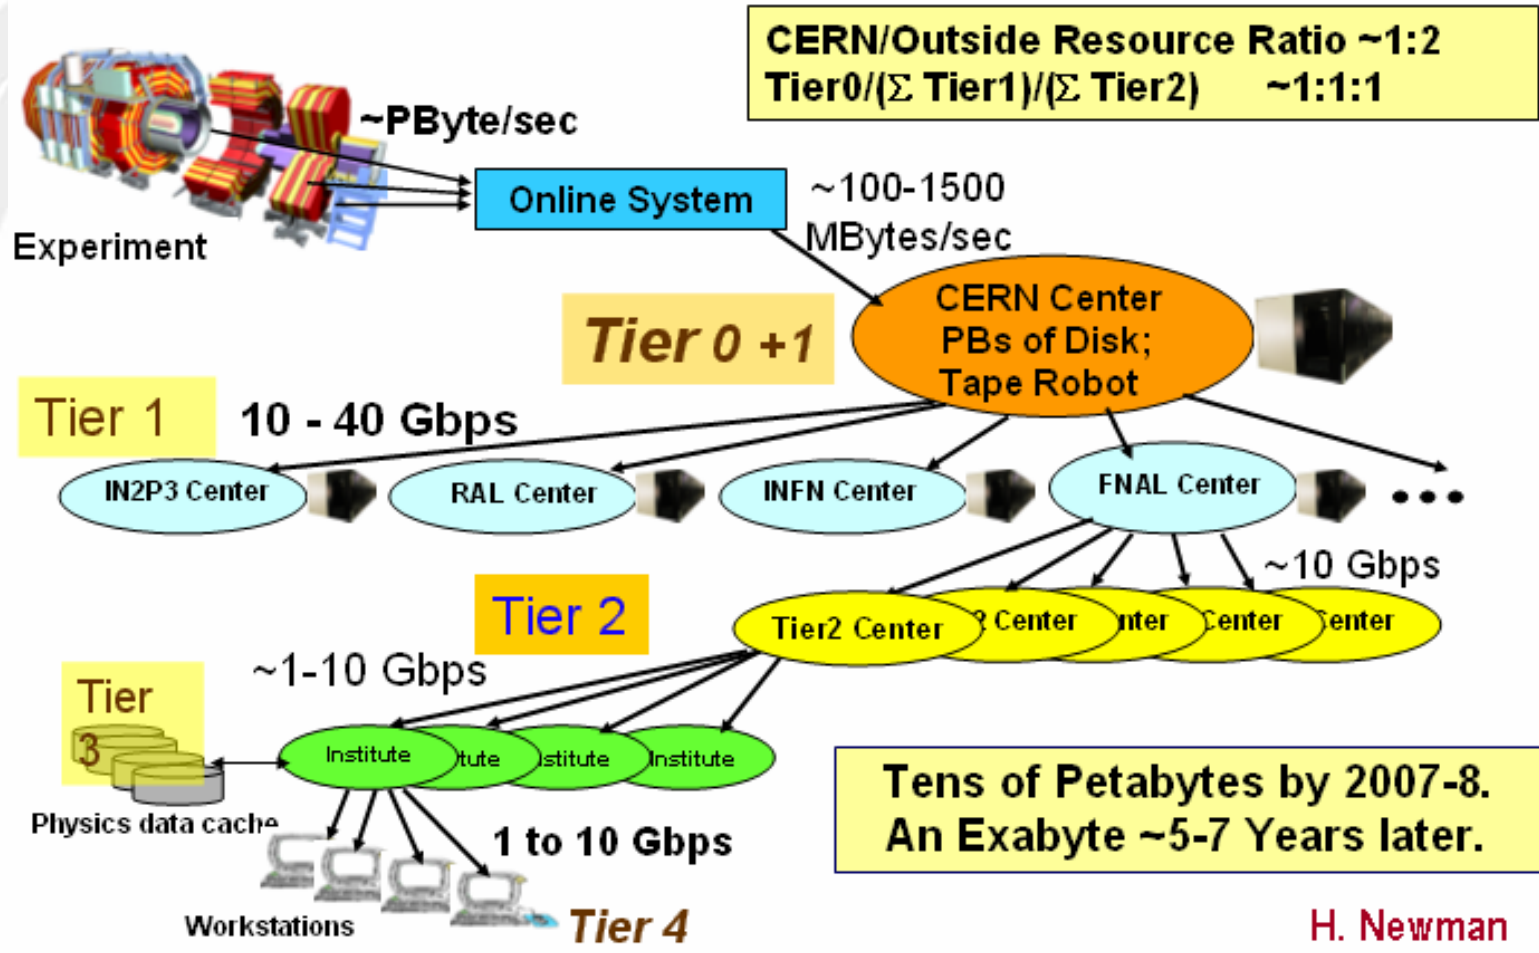 CERN/Outside Resource Ratio ~1:2
Tier0/(Σ Tier1)/(Σ Tier2) ~1:1:1
~PByte/sec
Online System
~100-1500
MBytes/sec
Experiment
CERN Center
PBs of Disk;
Tape Robot
Tier 0 +1
Tier 1
10 - 40 Gbps
IN2P3 Center
RAL Center
INFN Center
FNAL Center
~10 Gbps
Tier 2
Tier2 Center
Center
Center
enter
~1-10 Gbps
Tier
3
Institute
tute
stitute
Institute
Physics data cache
1 to 10 Gbps
Workstations
Tier 4
Tens of Petabytes by 2007-8.
An Exabyte ~5-7 Years later.
H. Newman